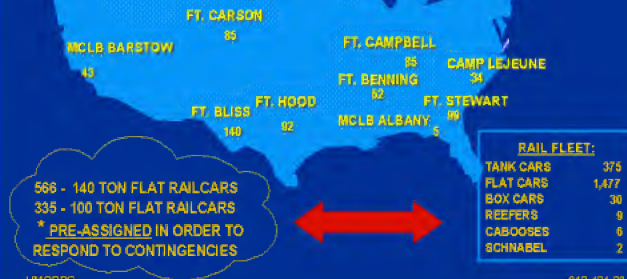 FT. CARSON
85
MCLB BARSTOW
43
FT. CAMPBELL
85
CAMP LEJEUNE
34
FT. BENNING
52
FT. BLISS
140
FT. HOOD
92
FT. STEWART
99
MCLB ALBANY
5
566 - 140 TON FLAT RAILCARS
335 - 100 TON FLAT RAILCARS
* PRE-ASSIGNED IN ORDER TO
RESPOND TO CONTINGENCIES
RAIL FLEET:
TANK CARS 375
FLAT CARS 1,477
BOX CARS 30
REEFERS 9
CABOOSES 6
SCHNABEL 2